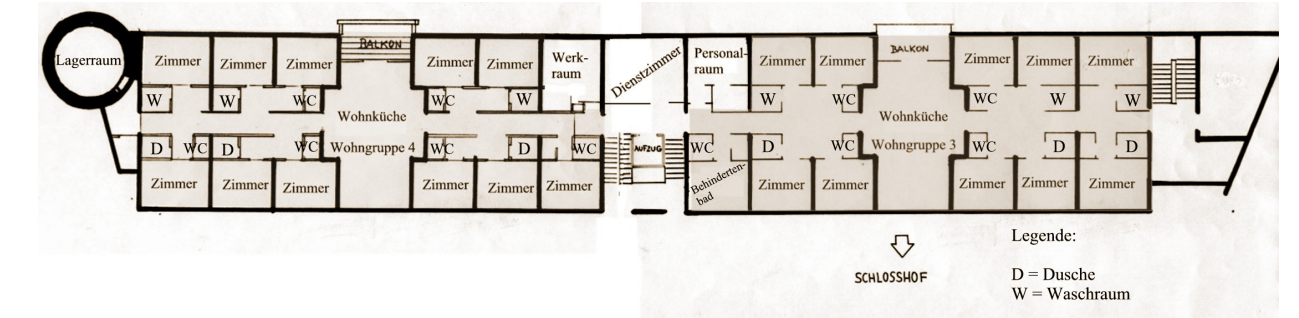 Lagerraum
Zimmer
Zimmer
Zimmer
BALKON
Zimmer
Zimmer
Werk-
raum
Dienstzimmer
Personal-
raum
Zimmer
Zimmer
BALKON
Zimmer
Zimmer
Zimmer
W
W
WC
WC
W
W
WC
WC
W
W
Wohnküche
Wohngruppe 4
Wohnküche
Wohngruppe 3
D
WC
D
WC
WC
D
WC
AUFZUG
WC
D
WC
WC
D
D
Zimmer
Zimmer
Zimmer
Zimmer
Zimmer
Zimmer
Behinderten-
bad
Zimmer
Zimmer
Zimmer
Zimmer
Zimmer
SCHLOSSHOF
Legende:
D = Dusche
W = Waschraum